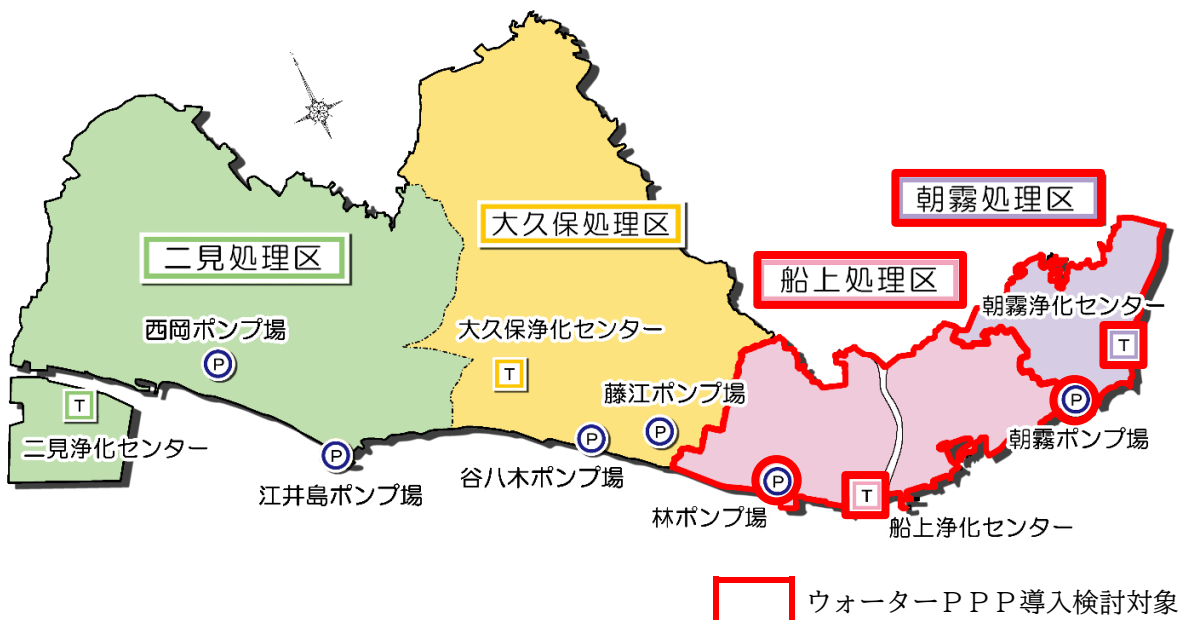 朝霧処理区
大久保処理区
二見処理区
船上処理区
朝霧浄化センター
T
西岡ポンプ場
P
大久保浄化センター
T
藤江ポンプ場
P
P
朝霧ポンプ場
T
二見浄化センター
P
谷八木ポンプ場
P
江井島ポンプ場
P
林ポンプ場
T
船上浄化センター
ウォーターPPP導入検討対象